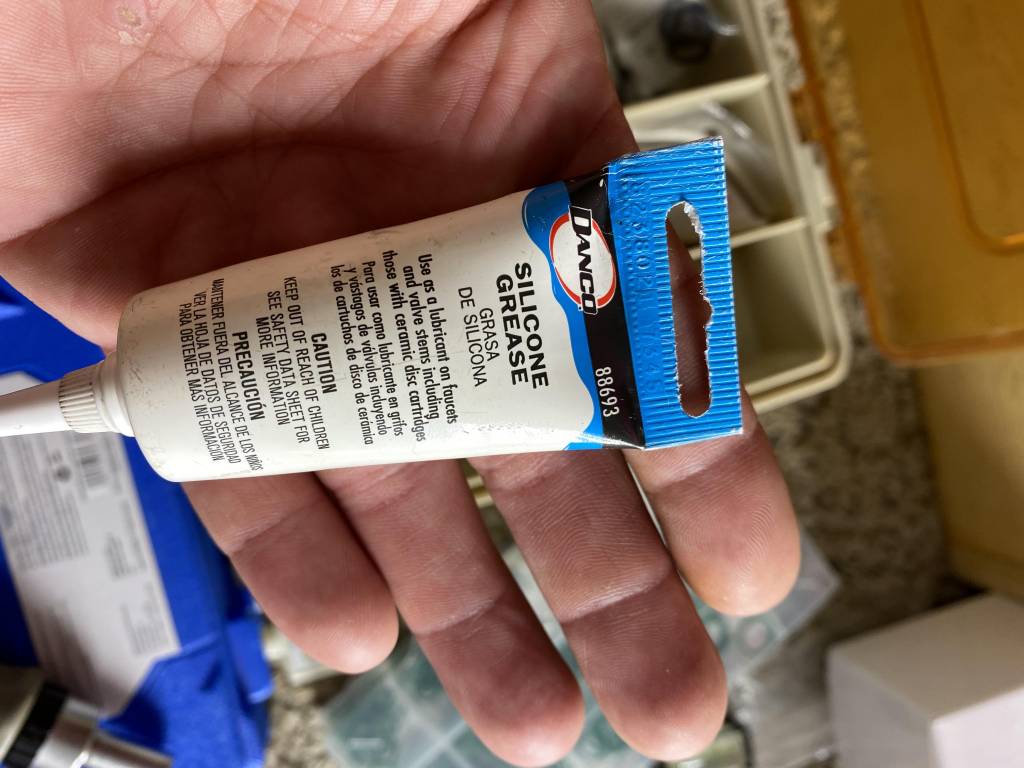 DANCO
88693
SILICONE
GREASE
GRASA
DE SILICONA
Use as a lubricant on faucets
and valve stems including
those with ceramic disc cartridges
Para usar como lubricante en grifos
y vástagos de válvulas incluyendo
los de cartuchos de disco de cerámica
CAUTION
KEEP OUT OF REACH OF CHILDREN
SEE SAFETY DATA SHEET FOR
MORE INFORMATION
PRECAUCIÓN
MANTENER FUERA DEL ALCANCE DE LOS NIÑOS
VER LA HOJA DE DATOS DE SEGURIDAD
PARA OBTENER MÁS INFORMACIÓN